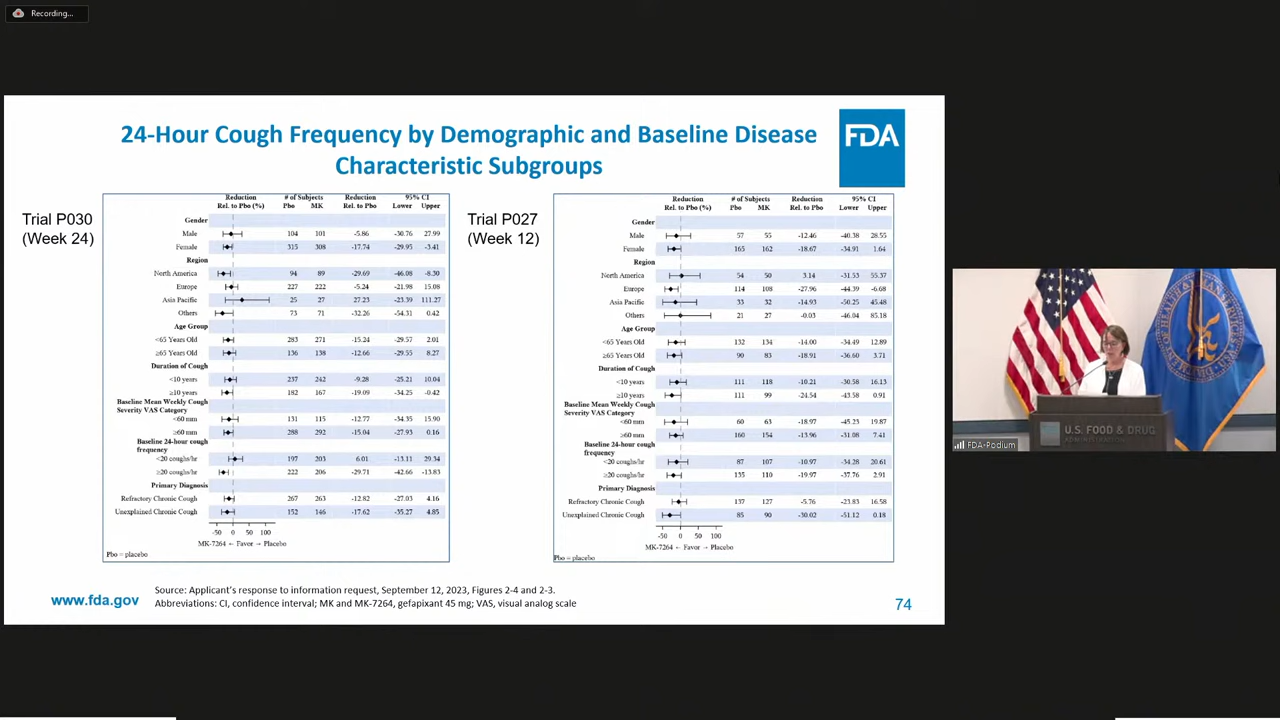 Recording...
24-Hour Cough Frequency by Demographic and Baseline Disease
Characteristic Subgroups
FDA
Trial P030
(Week 24)
Reduction # of Subjects Reduction 95% CI
Rel. to Pbo (%) Pbo MK Rel. to Pbo Lower Upper
Gender
Male 104 101 -5.86 -30.76 27.99
Female 315 308 -17.74 -29.95 -3.41
Region
North America 94 89 -29.69 -46.08 -8.30
Europe 227 222 -5.24 -21.98 15.08
Asia Pacific 25 27 27.23 -23.39 111.27
Others 73 71 -32.26 -54.31 0.42
Age Group
<65 Years Old 283 271 -15.24 -29.57 2.01
≥65 Years Old 136 138 -12.66 -29.55 8.27
Duration of Cough
<10 years 237 242 -9.28 -25.21 10.04
≥10 years 182 167 -19.09 -34.25 -0.42
Baseline Mean Weekly Cough
Severity VAS Category
<60 mm 131 115 -12.77 -34.35 15.90
≥60 mm 288 292 -15.04 -27.93 0.16
Baseline 24-hour cough
frequency
<20 coughs/hr 197 203 6.01 -13.11 29.34
≥20 coughs/hr 222 206 -29.71 -42.66 -13.83
Primary Diagnosis
Refractory Chronic Cough 267 263 -12.82 -27.03 4.16
Unexplained Chronic Cough 152 146 -17.62 -35.27 4.85
-50 0 50 100
MK-7264 ← Favor → Placebo
Pbo = placebo
Trial P027
(Week 12)
Reduction # of Subjects Reduction 95% CI
Rel. to Pbo (%) Pbo MK Rel. to Pbo Lower Upper
Gender
Male 57 55 -12.46 -40.38 28.55
Female 165 162 -18.67 -34.91 1.64
Region
North America 54 50 3.14 -31.53 55.37
Europe 114 108 -27.96 -44.39 -6.68
Asia Pacific 33 32 -14.93 -50.25 45.48
Others 21 27 -0.03 -46.04 85.18
Age Group
<65 Years Old 132 134 -14.00 -34.49 12.89
≥65 Years Old 90 83 -18.91 -36.60 3.71
Duration of Cough
<10 years 111 118 -10.21 -30.58 16.13
≥10 years 111 99 -24.54 -43.58 0.91
Baseline Mean Weekly Cough
Severity VAS Category
<60 mm 60 63 -18.97 -45.23 19.87
≥60 mm 160 154 -13.96 -31.08 7.41
Baseline 24-hour cough
frequency
<20 coughs/hr 87 107 -10.97 -34.28 20.61
≥20 coughs/hr 135 110 -19.97 -37.76 2.91
Primary Diagnosis
Refractory Chronic Cough 137 127 -5.76 -23.83 16.58
Unexplained Chronic Cough 85 90 -30.02 -51.12 0.18
-50 0 50 100
MK-7264 ← Favor → Placebo
Pbo = placebo
www.fda.gov
Source: Applicant's response to information request, September 12, 2023, Figures 2-4 and 2-3.
Abbreviations: CI, confidence interval; MK and MK-7264, gefapixant 45 mg; VAS, visual analog scale
74
U.S. FOOD & DRUG
ADMINISTRATION
FDA-Podium